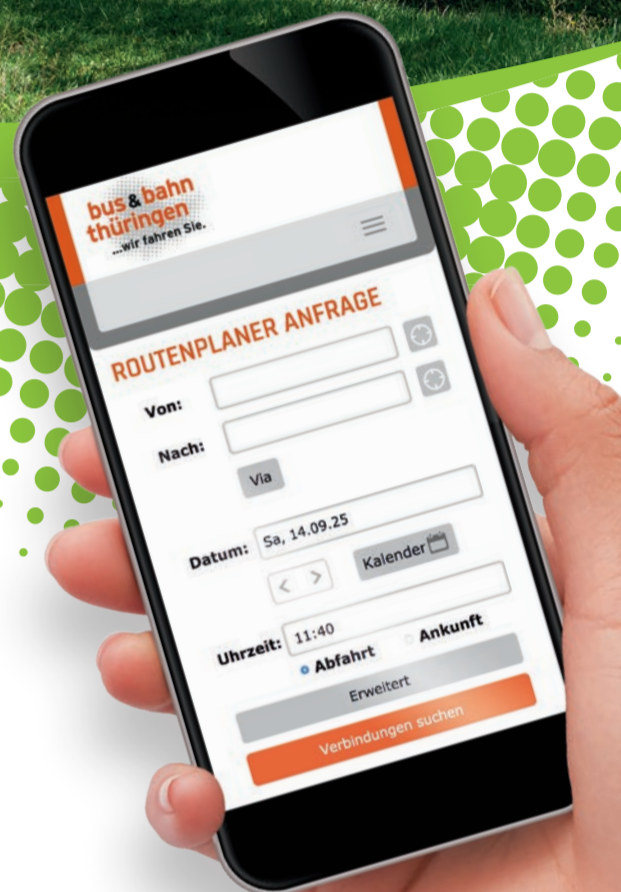 bus & bahn
thüringen
...wir fahren Sie.
ROUTENPLANER ANFRAGE
Von:
Nach:
Via
Datum: Sa, 14.09.25
< > Kalender
Uhrzeit: 11:40
Abfahrt Ankunft
Erweitert
Verbindungen suchen